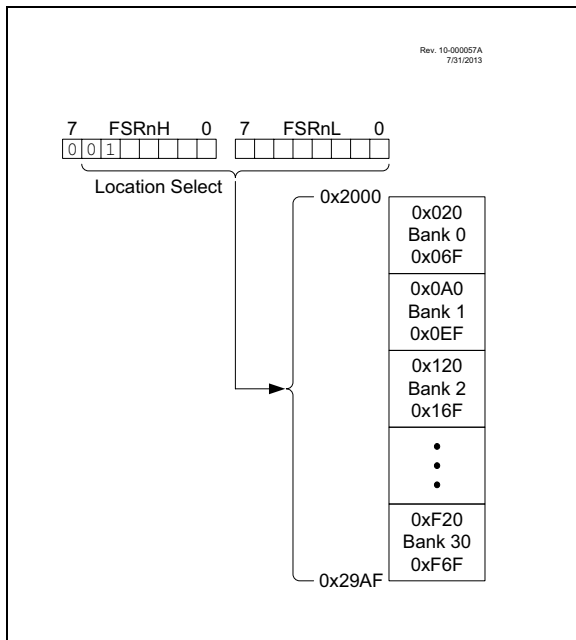 Rev. 10-000057A
7/31/2013
7 FSRnH 0 7 FSRnL 0
0 0 1
Location Select
0x2000
0x020
Bank 0
0x06F
0x0A0
Bank 1
0x0EF
0x120
Bank 2
0x16F
0xF20
Bank 30
0xF6F
0x29AF